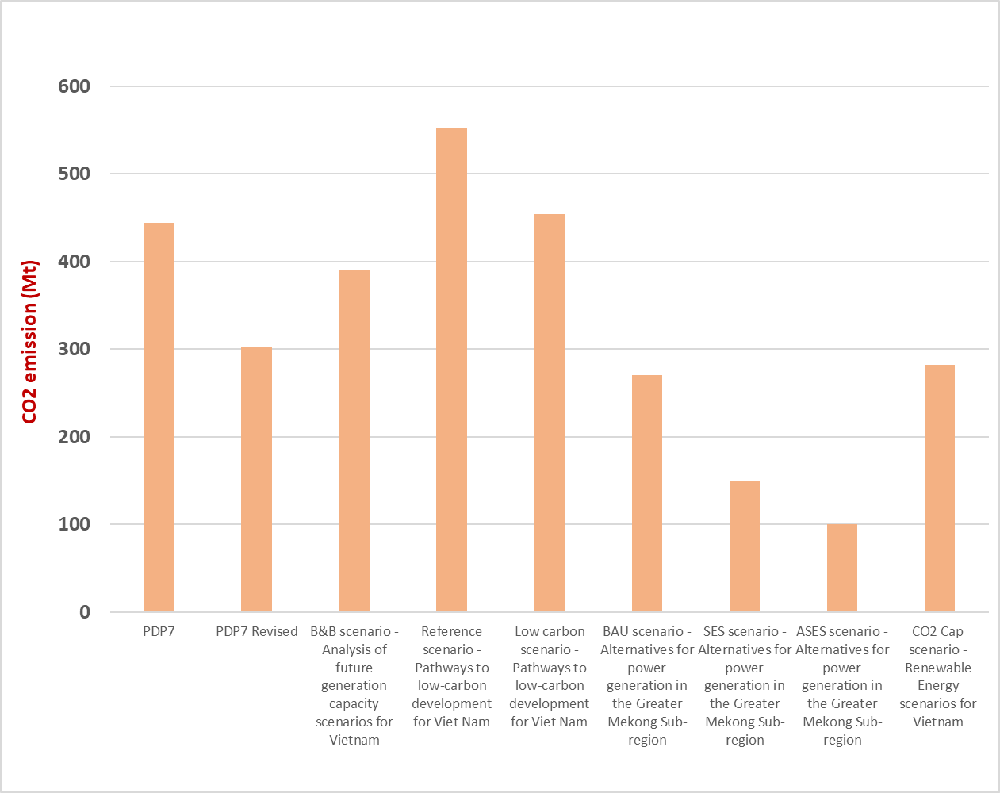 600
500
400
300
200
100
0
CO2 emission (Mt)
PDP7
PDP7 Revised
B&B scenario -
Analysis of
future
generation
capacity
scenarios for
Vietnam
Reference
scenario -
Pathways to
low-carbon
development
for Viet Nam
Low carbon
scenario -
Pathways to
low-carbon
development
for Viet Nam
BAU scenario -
Alternatives for
power
generation in
the Greater
Mekong Sub-
region
SES scenario -
Alternatives for
power
generation in
the Greater
Mekong Sub-
region
ASES scenario -
Alternatives for
power
generation in
the Greater
Mekong Sub-
region
CO2 Cap
scenario -
Renewable
Energy
scenarios for
Vietnam